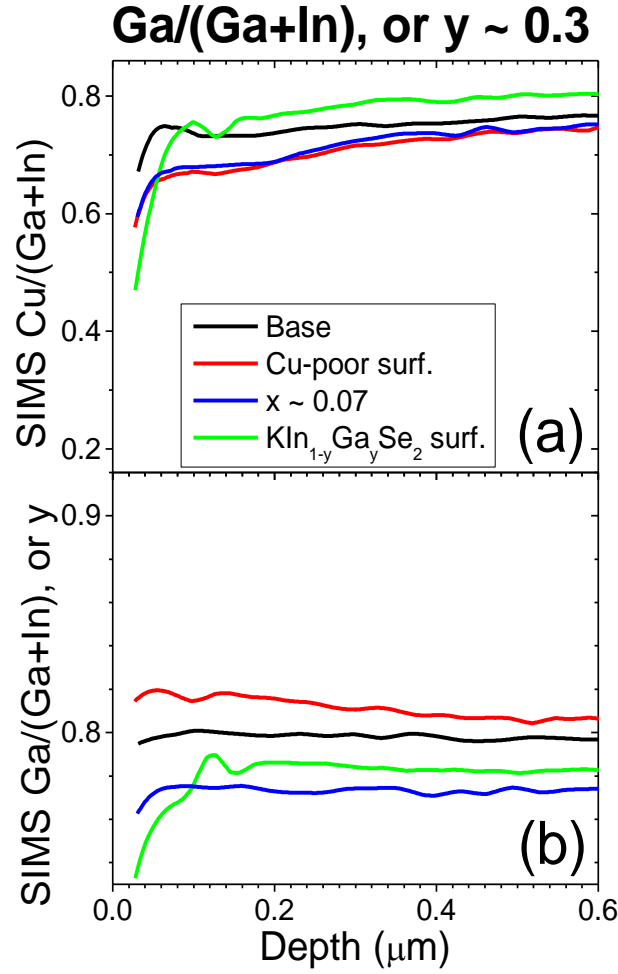 Ga/(Ga+In), or y ~ 0.3
SIMS Cu/(Ga+In)
0.8
0.6
0.4
0.2
Base
Cu-poor surf.
x ~ 0.07
KIn₁₋yGaySe₂ surf.
(a)
SIMS Ga/(Ga+In), or y
0.9
0.8
(b)
0.0 0.2 0.4 0.6
Depth (μm)